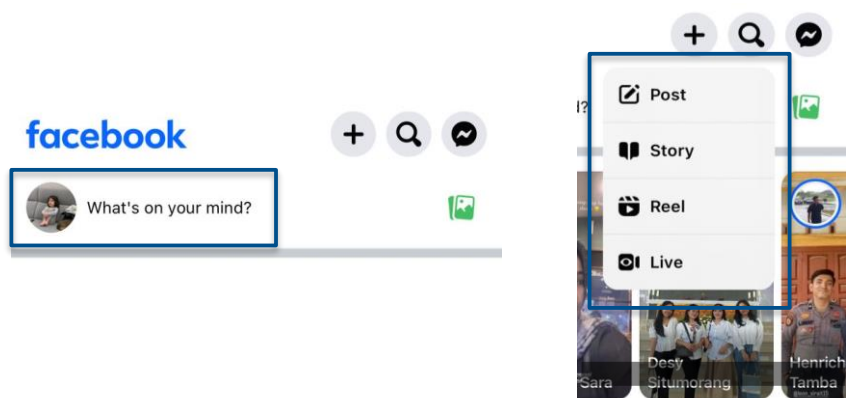 facebook
What's on your mind?
?
Post
Story
Reel
Live
Sara
Desy
Situmorang
Henrich
Tamba